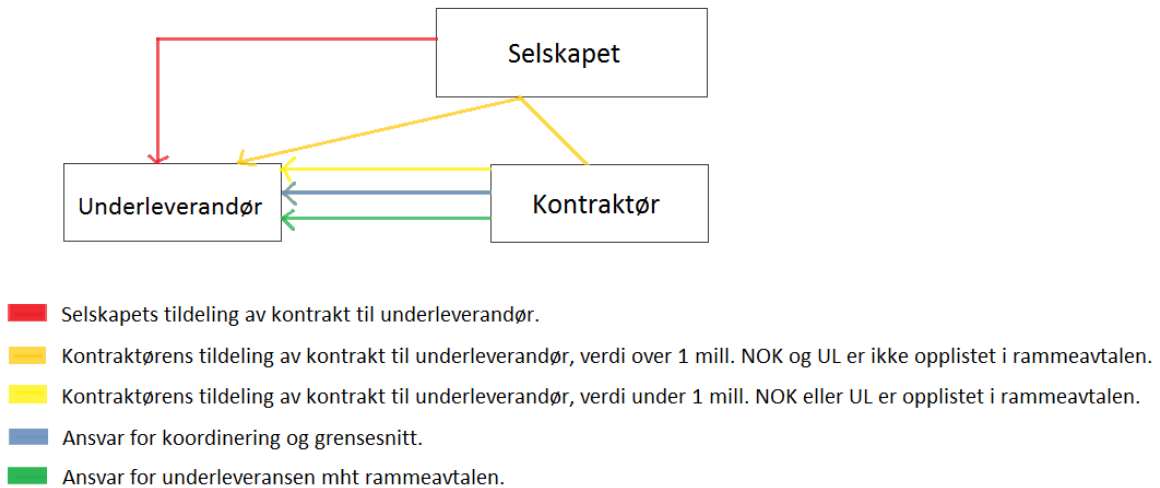 Selskapet
Underleverandør
Kontraktør
Selskapets tildeling av kontrakt til underleverandør.
Kontraktørens tildeling av kontrakt til underleverandør, verdi over 1 mill. NOK og UL er ikke opplistet i rammeavtalen.
Kontraktørens tildeling av kontrakt til underleverandør, verdi under 1 mill. NOK eller UL er opplistet i rammeavtalen.
Ansvar for koordinering og grensesnitt.
Ansvar for underleveransen mht rammeavtalen.